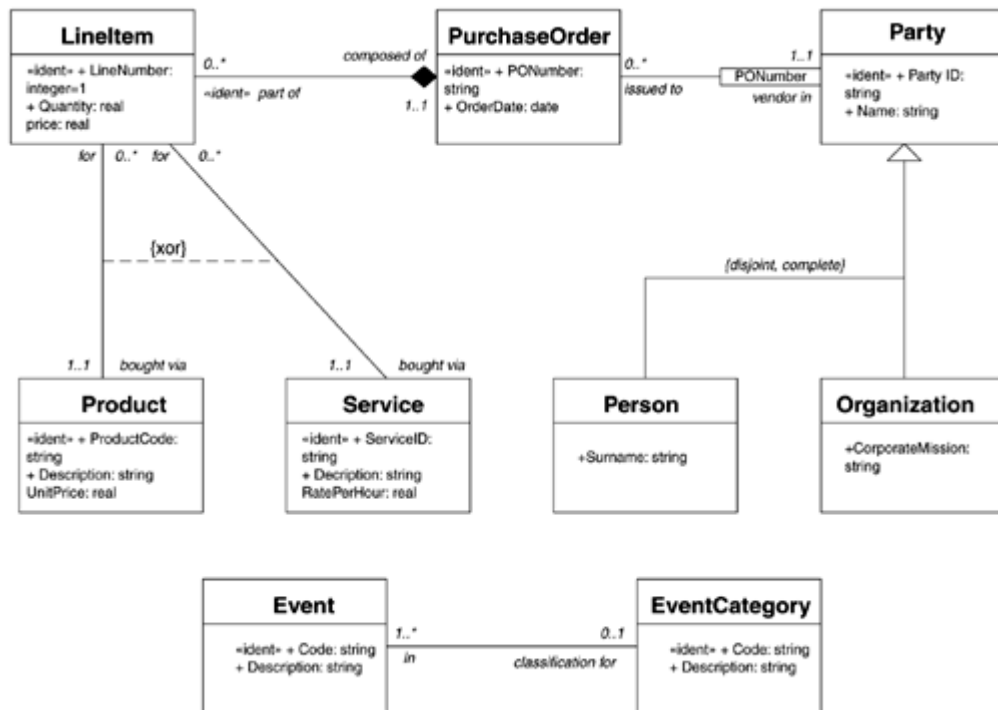 LineItem
«ident» + LineNumber:
integer=1
+ Quantity: real
price: real
0..*
composed of
«ident» part of
1..1
PurchaseOrder
«ident» + PONumber:
string
+ OrderDate: date
0..*
issued to
1..1
PONumber
vendor in
Party
«ident» + Party ID:
string
+ Name: string
for 0..* for 0..*
{xor}
{disjoint, complete}
1..1 bought via
1..1 bought via
Product
«ident» + ProductCode:
string
+ Description: string
UnitPrice: real
Service
«ident» + ServiceID:
string
+ Decription: string
RatePerHour: real
Person
+Surname: string
Organization
+CorporateMission:
string
Event
«ident» + Code: string
+ Description: string
1..*
in
0..1
classification for
EventCategory
«ident» + Code: string
+ Description: string